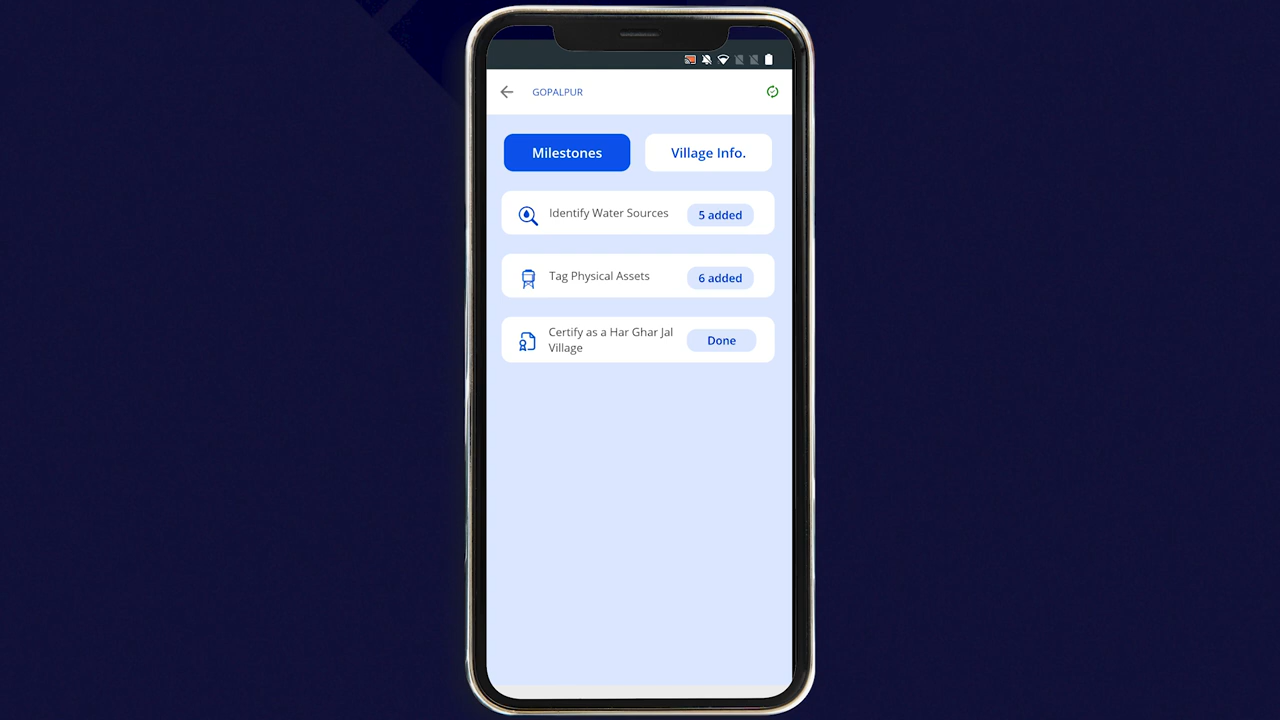 GOPALPUR
Milestones
Village Info.
Identify Water Sources
5 added
Tag Physical Assets
6 added
Certify as a Har Ghar Jal
Village
Done